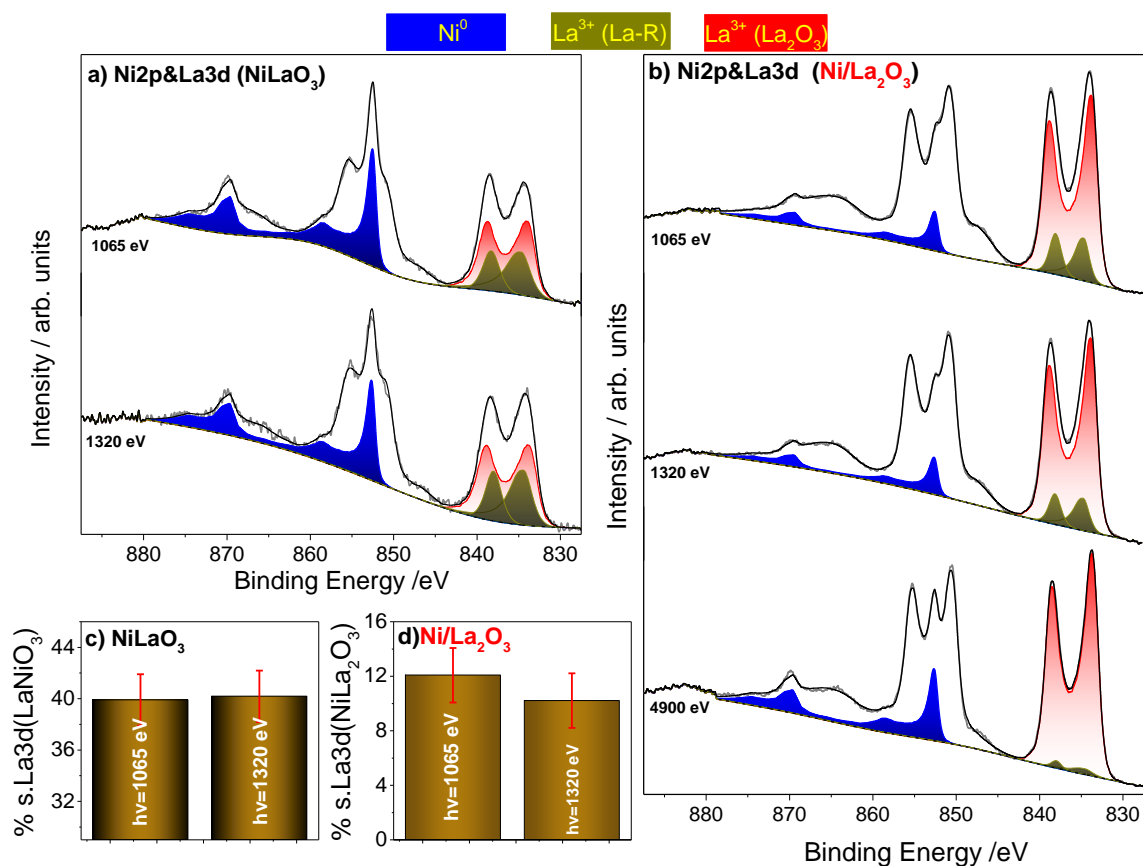 Ni⁰
La³⁺ (La-R)
La³⁺ (La₂O₃)
a) Ni2p&La3d (NiLaO₃)
1065 eV
1320 eV
Intensity / arb. units
880 870 860 850 840 830
Binding Energy /eV
b) Ni2p&La3d (Ni/La₂O₃)
1065 eV
1320 eV
4900 eV
Intensity / arb. units
880 870 860 850 840 830
Binding Energy /eV
c) NiLaO₃
% s.La3d(LaNiO₃)
44
40
36
32
hν=1065 eV
hν=1320 eV
d)Ni/La₂O₃
% s.La3d(NiLa₂O₃)
16
12
8
4
0
hν=1065 eV
hν=1320 eV